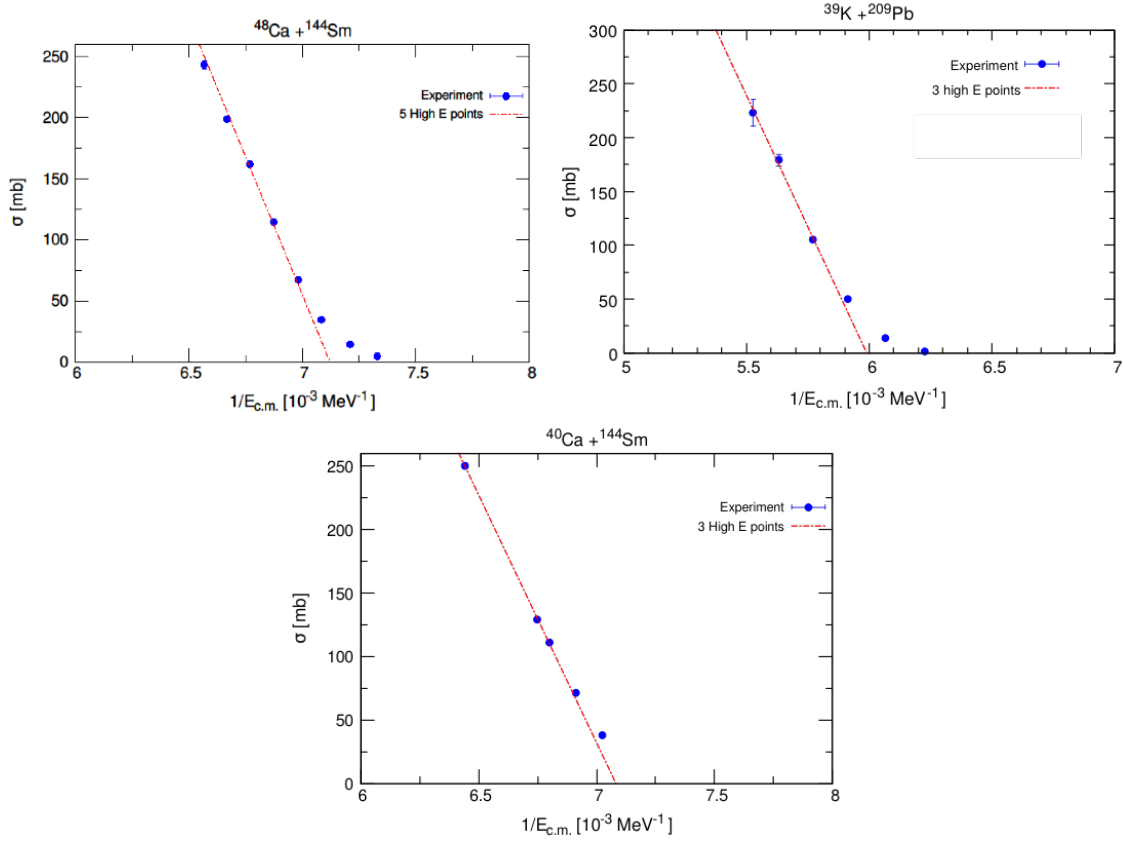 ⁴⁸Ca +¹⁴⁴Sm
250
200
150
100
50
0
σ [mb]
Experiment
5 High E points
6
6.5
7
7.5
8
1/E_c.m. [10⁻³ MeV⁻¹]
³⁹K +²⁰⁹Pb
300
250
200
150
100
50
0
σ [mb]
Experiment
3 high E points
5
5.5
6
6.5
7
1/E_c.m. [10⁻³ MeV⁻¹]
⁴⁰Ca +¹⁴⁴Sm
250
200
150
100
50
0
σ [mb]
Experiment
3 High E points
6
6.5
7
7.5
8
1/E_c.m. [10⁻³ MeV⁻¹]